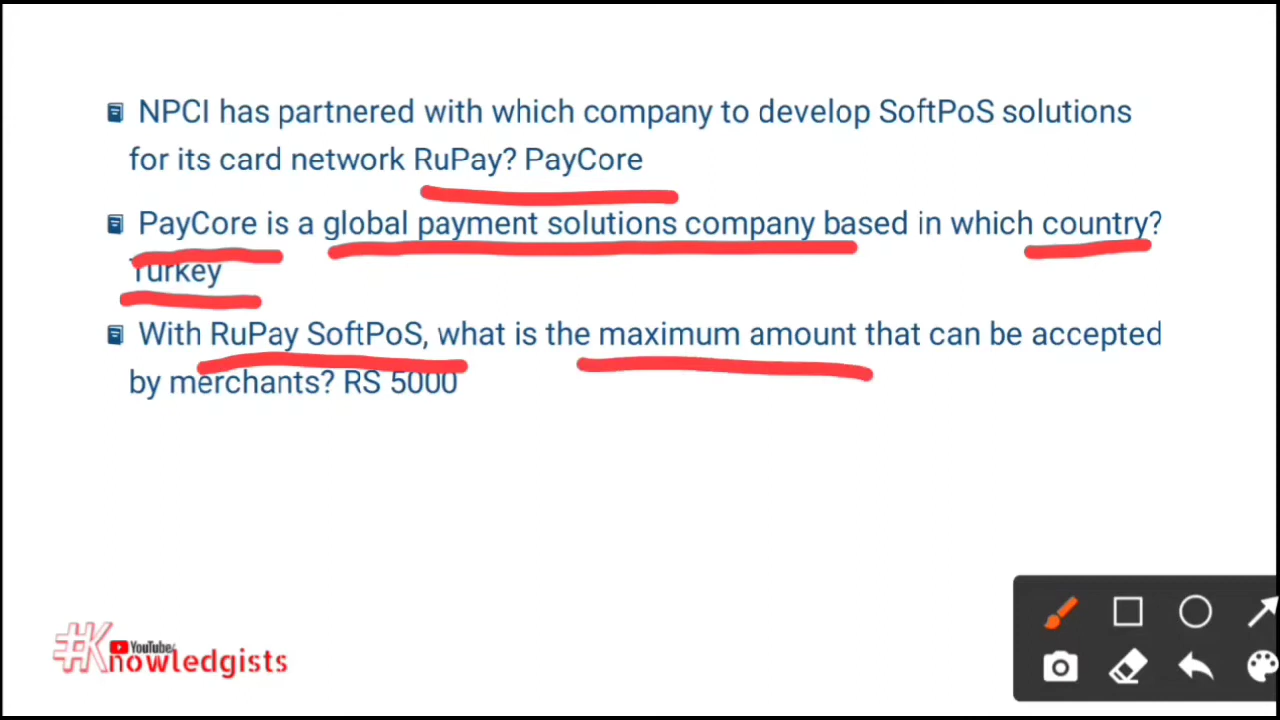 NPCI has partnered with which company to develop SoftPoS solutions
for its card network RuPay? PayCore
PayCore is a global payment solutions company based in which country?
Turkey
With RuPay SoftPoS, what is the maximum amount that can be accepted
by merchants? RS 5000
YouTube
#Knowledgists